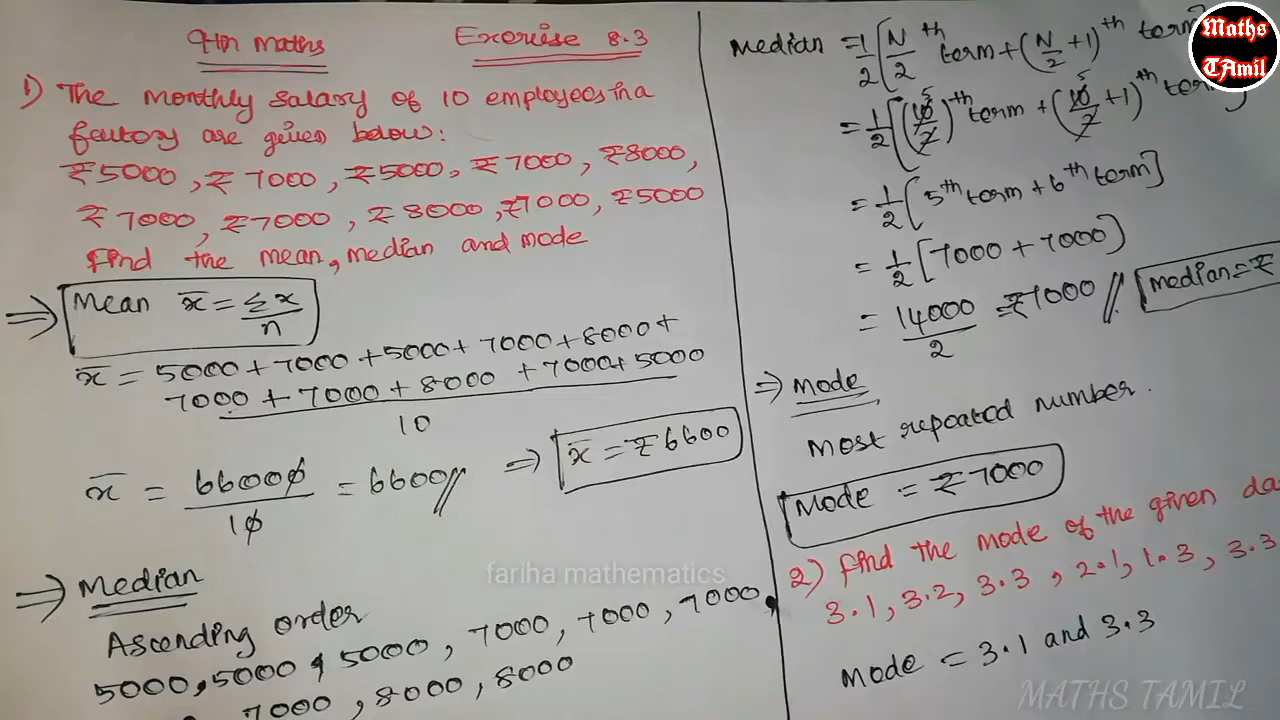 9th maths
Exercise 8.3
1) The monthly salary of 10 employees in a
factory are given below:
₹5000, ₹7000, ₹5000, ₹7000, ₹8000,
₹7000, ₹7000, ₹8000, ₹7000, ₹5000
Find the mean, median and mode
⇒ Mean x̄ = Σx/n
x̄ = 5000+7000+5000+7000+8000+
7000+7000+8000+7000+5000
10
x̄ = 66000/10 = 6600// ⇒ x̄ = ₹6600
⇒ Median
Ascending order
5000, 5000, 5000, 7000, 7000, 7000,
7000, 8000, 8000
Median = 1/2 [N/2 th term + (N/2 + 1)th term]
= 1/2 [(10/2)th term + (10/2 + 1)th term]
= 1/2 [5th term + 6th term]
= 1/2 [7000 + 7000]
= 14000/2 = ₹7000 // median = ₹
⇒ mode
most repeated number.
Mode = ₹7000
2) Find the mode of the given da
3.1, 3.2, 3.3, 2.1, 1.3, 3.3
mode = 3.1 and 3.3
Maths
TAmil
fariha mathematics
MATHS TAMIL